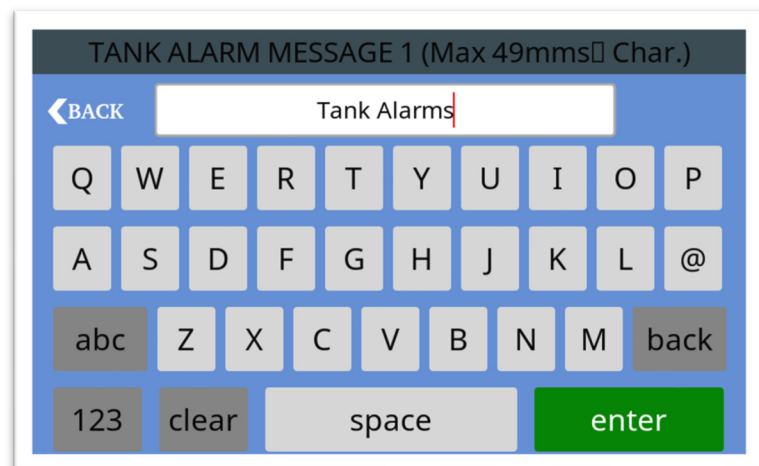 TANK ALARM MESSAGE 1 (Max 49mms▯ Char.)
BACK
Tank Alarms
Q W E R T Y U I O P
A S D F G H J K L @
abc Z X C V B N M back
123 clear space enter